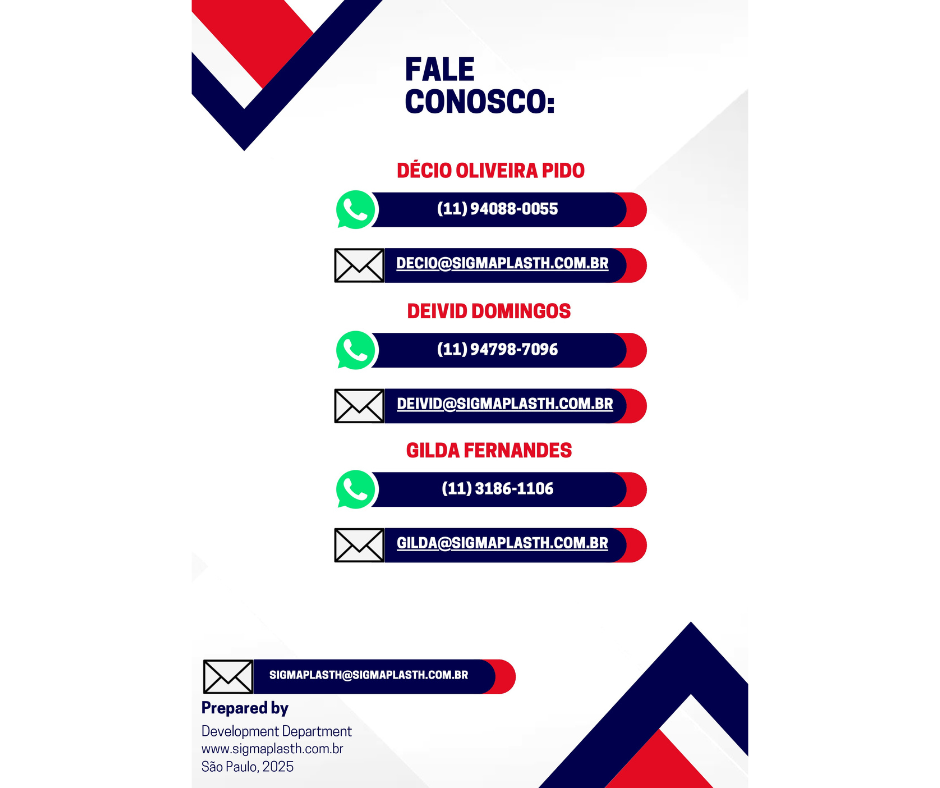 FALE
CONOSCO:
DÉCIO OLIVEIRA PIDO
(11) 94088-0055
DECIO@SIGMAPLASTH.COM.BR
DEIVID DOMINGOS
(11) 94798-7096
DEIVID@SIGMAPLASTH.COM.BR
GILDA FERNANDES
(11) 3186-1106
GILDA@SIGMAPLASTH.COM.BR
SIGMAPLASTH@SIGMAPLASTH.COM.BR
Prepared by
Development Department
www.sigmaplasth.com.br
São Paulo, 2025